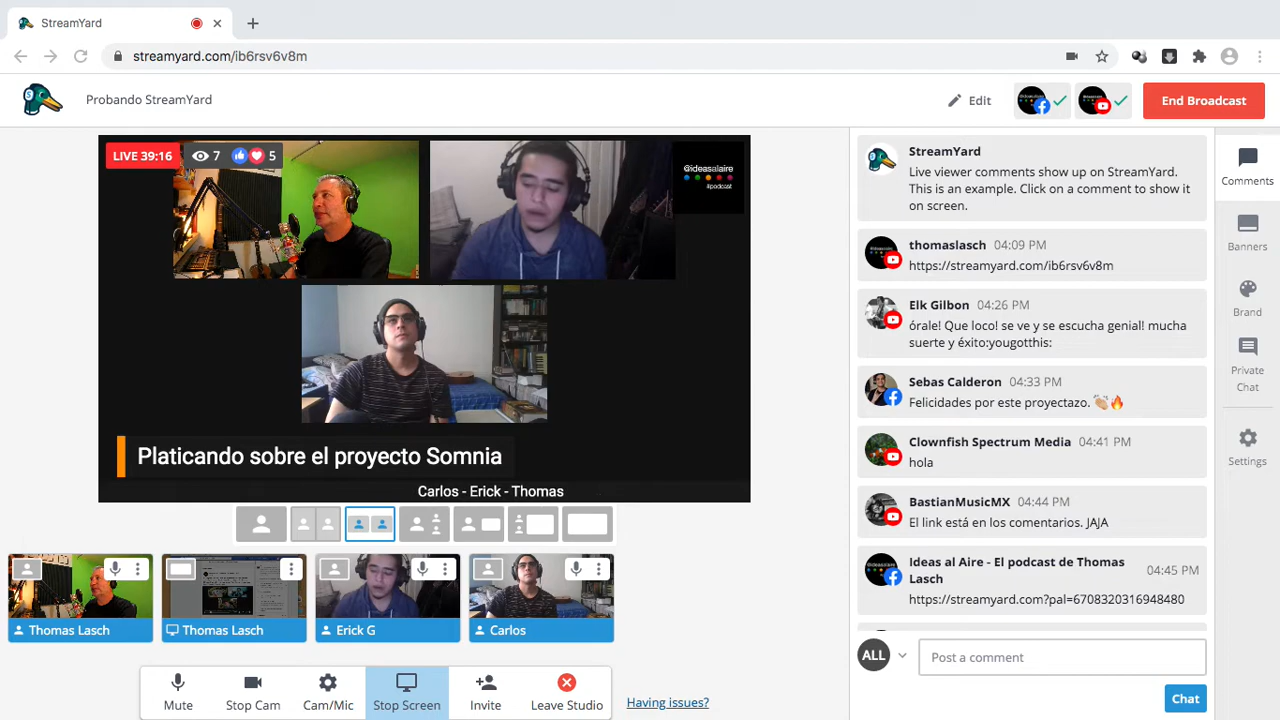 StreamYard
streamyard.com/ib6rsv6v8m
Probando StreamYard
Edit
End Broadcast
LIVE 39:16
7
5
@ideasalaire
#podcast
Platicando sobre el proyecto Somnia
Carlos - Erick - Thomas
Thomas Lasch
Thomas Lasch
Erick G
Carlos
Mute
Stop Cam
Cam/Mic
Stop Screen
Invite
Leave Studio
Having issues?
StreamYard
Live viewer comments show up on StreamYard.
This is an example. Click on a comment to show it
on screen.
thomaslasch 04:09 PM
https://streamyard.com/ib6rsv6v8m
Elk Gilbon 04:26 PM
órale! Que loco! se ve y se escucha genial! mucha
suerte y éxito:yougotthis:
Sebas Calderon 04:33 PM
Felicidades por este proyectazo. 👏🏼🔥
Clownfish Spectrum Media 04:41 PM
hola
BastianMusicMX 04:44 PM
El link está en los comentarios. JAJA
Ideas al Aire - El podcast de Thomas
Lasch 04:45 PM
https://streamyard.com?pal=6708320316948480
ALL
Post a comment
Chat
Comments
Banners
Brand
Private
Chat
Settings